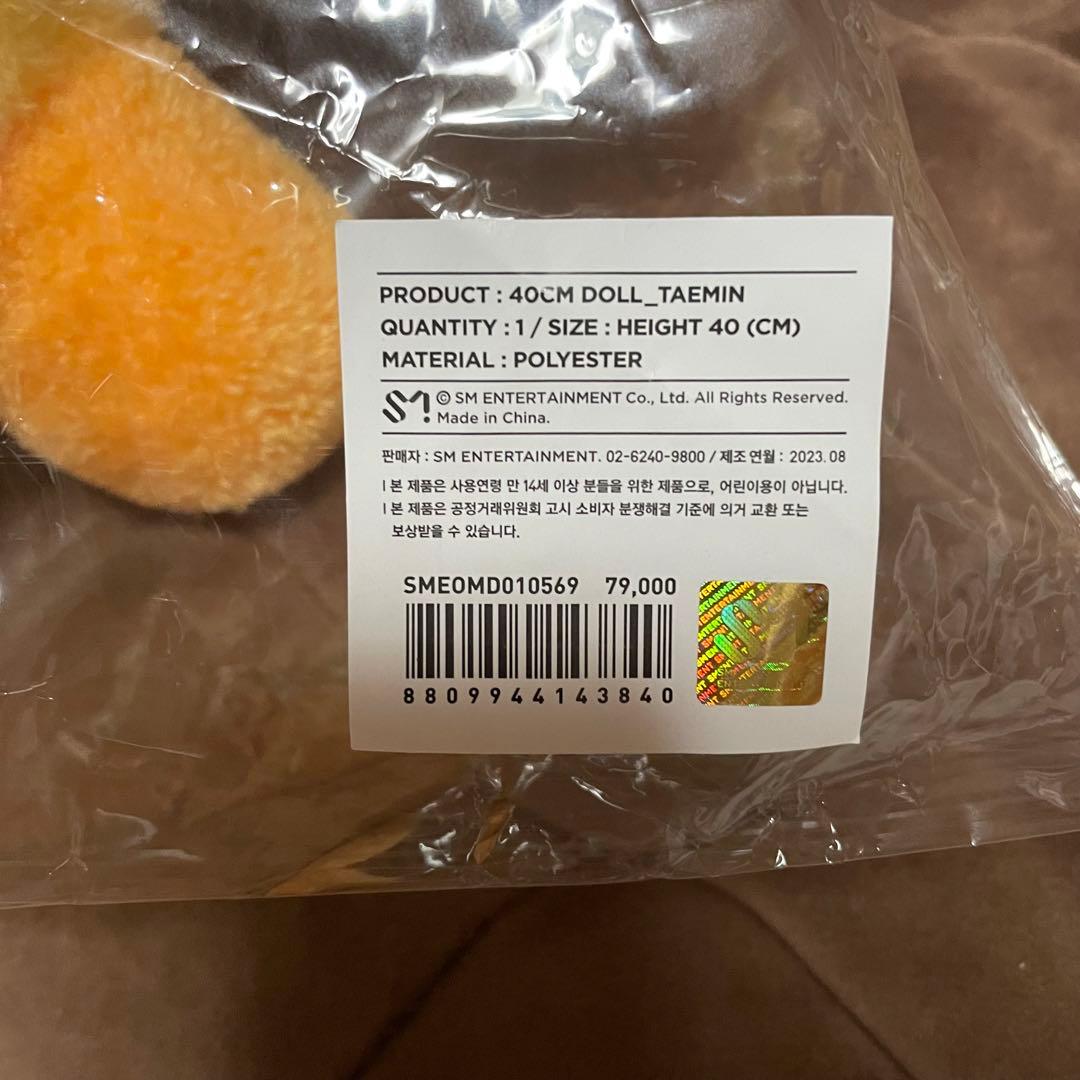 PRODUCT : 40CM DOLL_TAEMIN
QUANTITY : 1 / SIZE : HEIGHT 40 (CM)
MATERIAL : POLYESTER
SM © SM ENTERTAINMENT Co., Ltd. All Rights Reserved.
Made in China.
판매자 : SM ENTERTAINMENT. 02-6240-9800 / 제조 연월 : 2023. 08
I 본 제품은 사용연령 만 14세 이상 분들을 위한 제품으로, 어린이용이 아닙니다.
I 본 제품은 공정거래위원회 고시 소비자 분쟁해결 기준에 의거 교환 또는
보상받을 수 있습니다.
SMEOMD010569 79,000
8809944143840